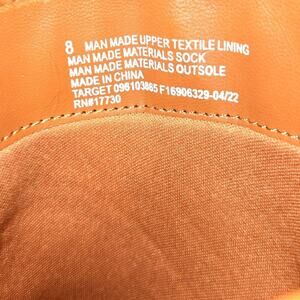 8 MAN MADE UPPER TEXTILE LINING
MAN MADE MATERIALS SOCK
MAN MADE MATERIALS OUTSOLE
MADE IN CHINA
TARGET 096103865 F16906329-04/22
RN#17730